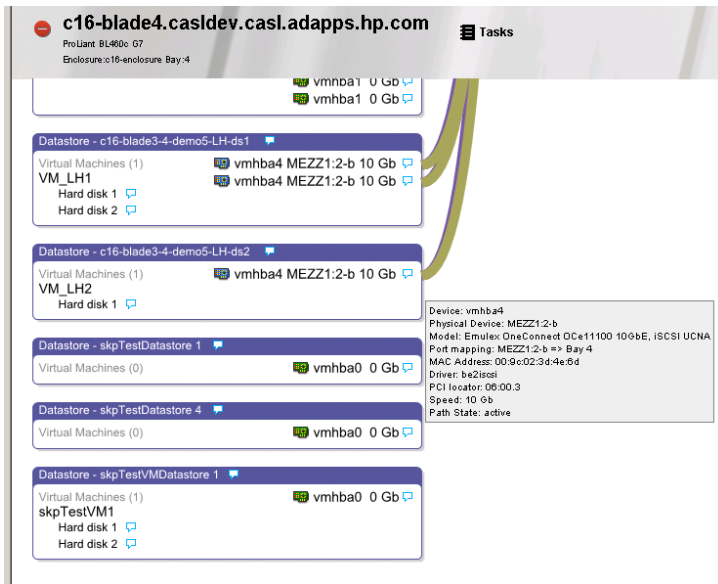 c16-blade4.casldev.casl.adapps.hp.com
Tasks
ProLiant BL460c G7
Enclosure:c16-enclosure Bay:4
vmhba1 0 Gb
vmhba1 0 Gb
Datastore - c16-blade3-4-demo5-LH-ds1
Virtual Machines (1)
vmhba4 MEZZ1:2-b 10 Gb
VM_LH1
vmhba4 MEZZ1:2-b 10 Gb
Hard disk 1
Hard disk 2
Datastore - c16-blade3-4-demo5-LH-ds2
Virtual Machines (1)
vmhba4 MEZZ1:2-b 10 Gb
VM_LH2
Hard disk 1
Device: vmhba4
Physical Device: MEZZ1:2-b
Model: Emulex OneConnect OCe11100 10GbE, iSCSI UCNA
Port mapping: MEZZ1:2-b => Bay 4
MAC Address: 00:9c:02:3d:4e:6d
Driver: be2iscsi
PCI locator: 06:00.3
Speed: 10 Gb
Path State: active
Datastore - skpTestDatastore 1
Virtual Machines (0)
vmhba0 0 Gb
Datastore - skpTestDatastore 4
Virtual Machines (0)
vmhba0 0 Gb
Datastore - skpTestVMDatastore 1
Virtual Machines (1)
vmhba0 0 Gb
skpTestVM1
Hard disk 1
Hard disk 2